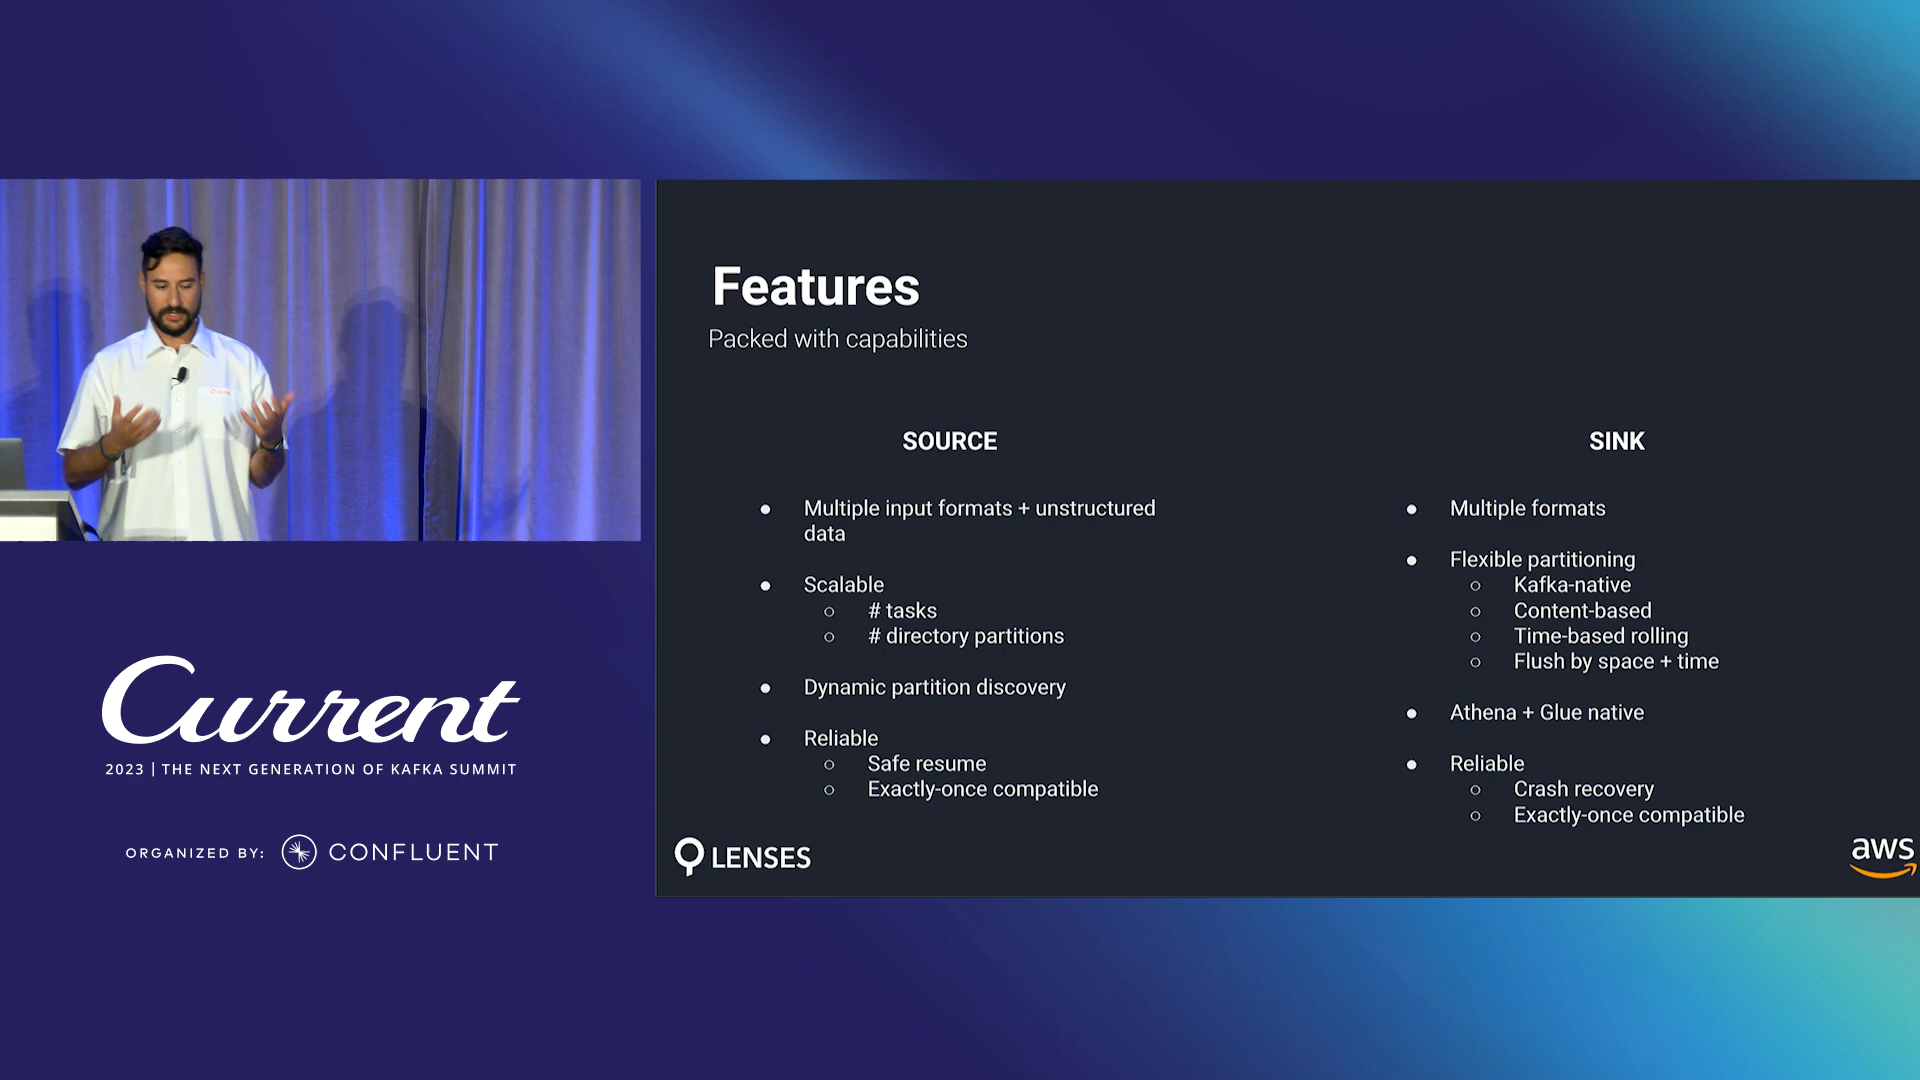 Features
Packed with capabilities
SOURCE
Multiple input formats + unstructured
data
Scalable
# tasks
# directory partitions
Dynamic partition discovery
Reliable
Safe resume
Exactly-once compatible
SINK
Multiple formats
Flexible partitioning
Kafka-native
Content-based
Time-based rolling
Flush by space + time
Athena + Glue native
Reliable
Crash recovery
Exactly-once compatible
LENSES
aws
Current
2023 | THE NEXT GENERATION OF KAFKA SUMMIT
ORGANIZED BY: CONFLUENT